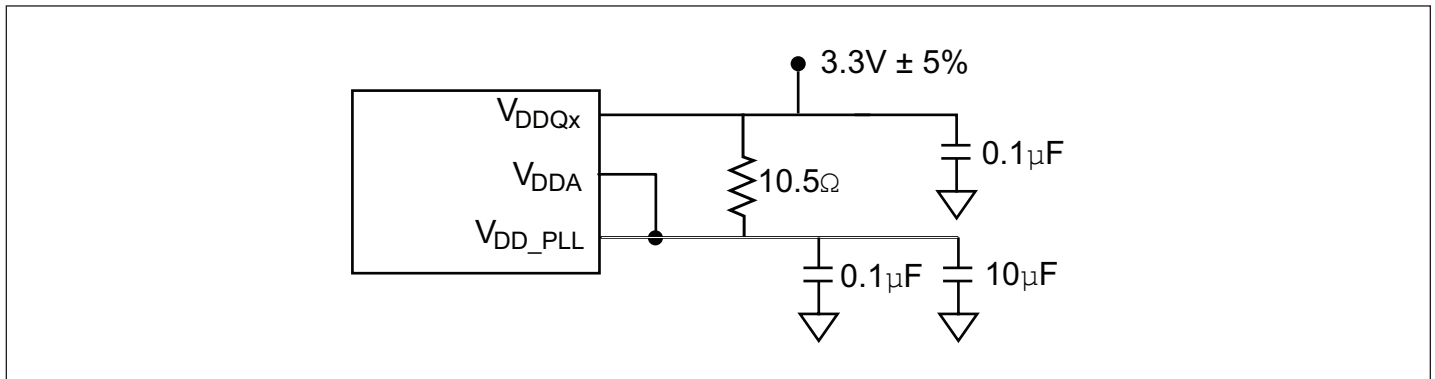 3.3V ± 5%
VDDQx
0.1µF
VDDA
10.5Ω
VDD_PLL
0.1µF
10µF